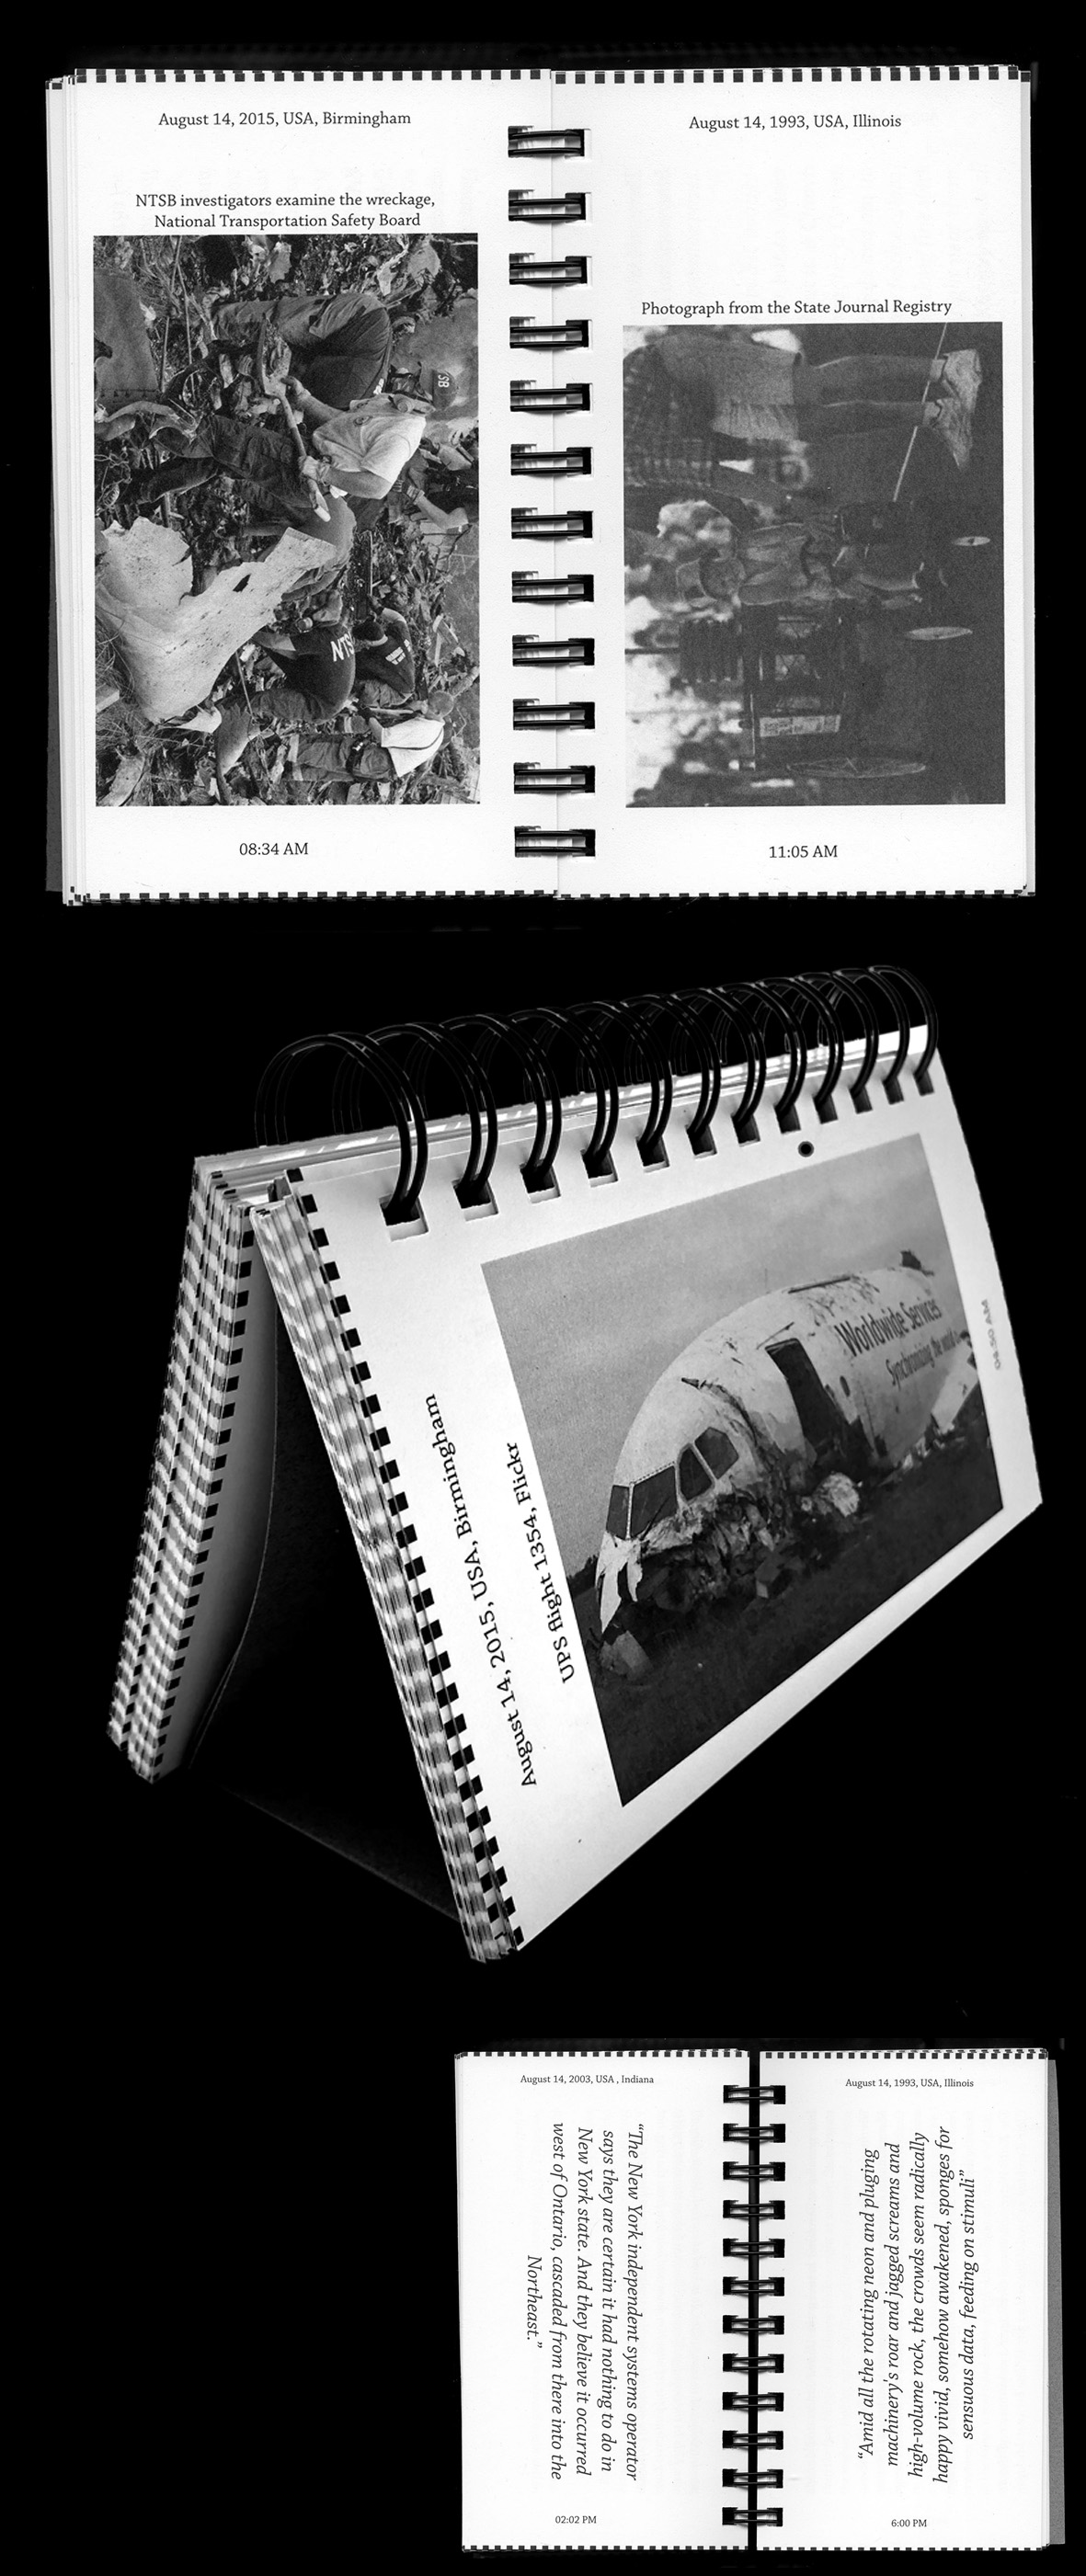 August 14, 2015, USA, Birmingham
NTSB investigators examine the wreckage,
National Transportation Safety Board
SB
NTS
08:34 AM
August 14, 1993, USA, Illinois
Photograph from the State Journal Registry
11:05 AM
August 14, 2015, USA, Birmingham
UPS flight 1354, Flickr
Worldwide Services
Synchronizing the world
AM
August 14, 2003, USA , Indiana
“The New York independent systems operator
says they are certain it had nothing to do in
New York state. And they believe it occurred
west of Ontario, cascaded from there into the
Northeast.”
02:02 PM
August 14, 1993, USA, Illinois
“Amid all the rotating neon and pluging
machinery's roar and jagged screams and
high-volume rock, the crowds seem radically
happy vivid, somehow awakened, sponges for
sensuous data, feeding on stimuli”
6:00 PM